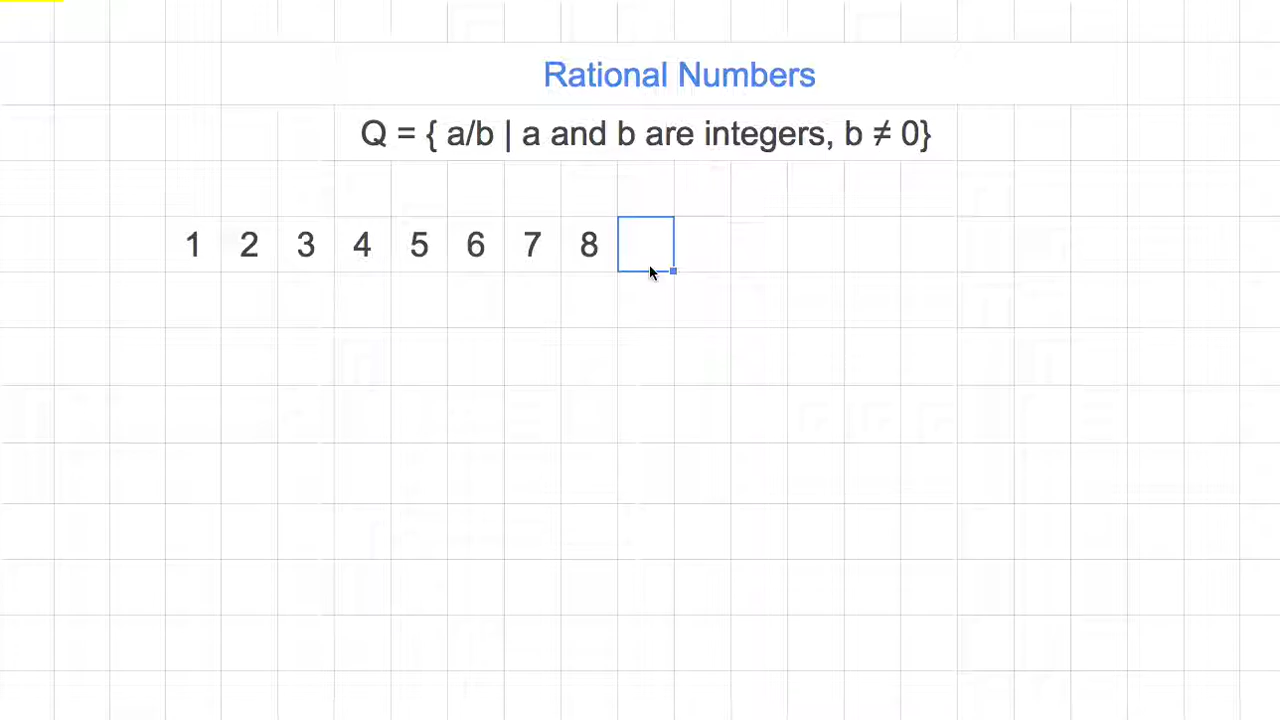 Rational Numbers
Q = { a/b | a and b are integers, b ≠ 0}
1 2 3 4 5 6 7 8